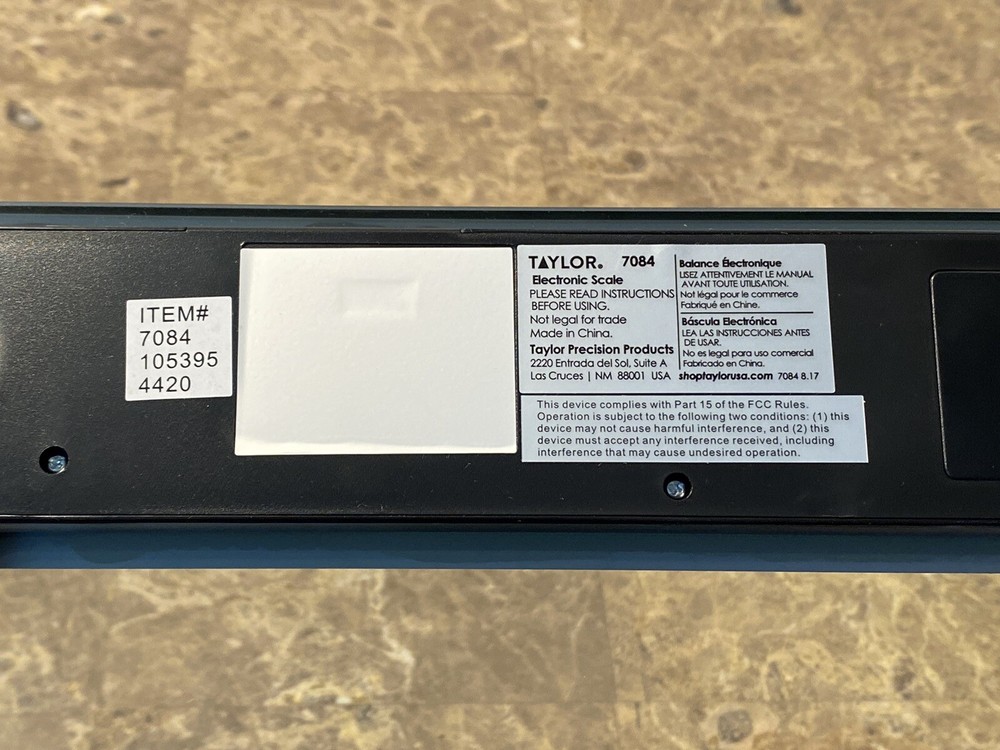 ITEM#
7084
105395
4420
TAYLOR® 7084
Electronic Scale
PLEASE READ INSTRUCTIONS
BEFORE USING.
Not legal for trade
Made in China.
Taylor Precision Products
2220 Entrada del Sol, Suite A
Las Cruces | NM 88001 USA
Balance Électronique
LISEZ ATTENTIVEMENT LE MANUAL
AVANT TOUTE UTILISATION.
Not légal pour le commerce
Fabriqué en Chine.
Báscula Electrónica
LEA LAS INSTRUCCIONES ANTES
DE USAR.
No es legal para uso comercial
Fabricado en China.
shoptaylorusa.com 7084 8.17
This device complies with Part 15 of the FCC Rules.
Operation is subject to the following two conditions: (1) this
device may not cause harmful interference, and (2) this
device must accept any interference received, including
interference that may cause undesired operation.